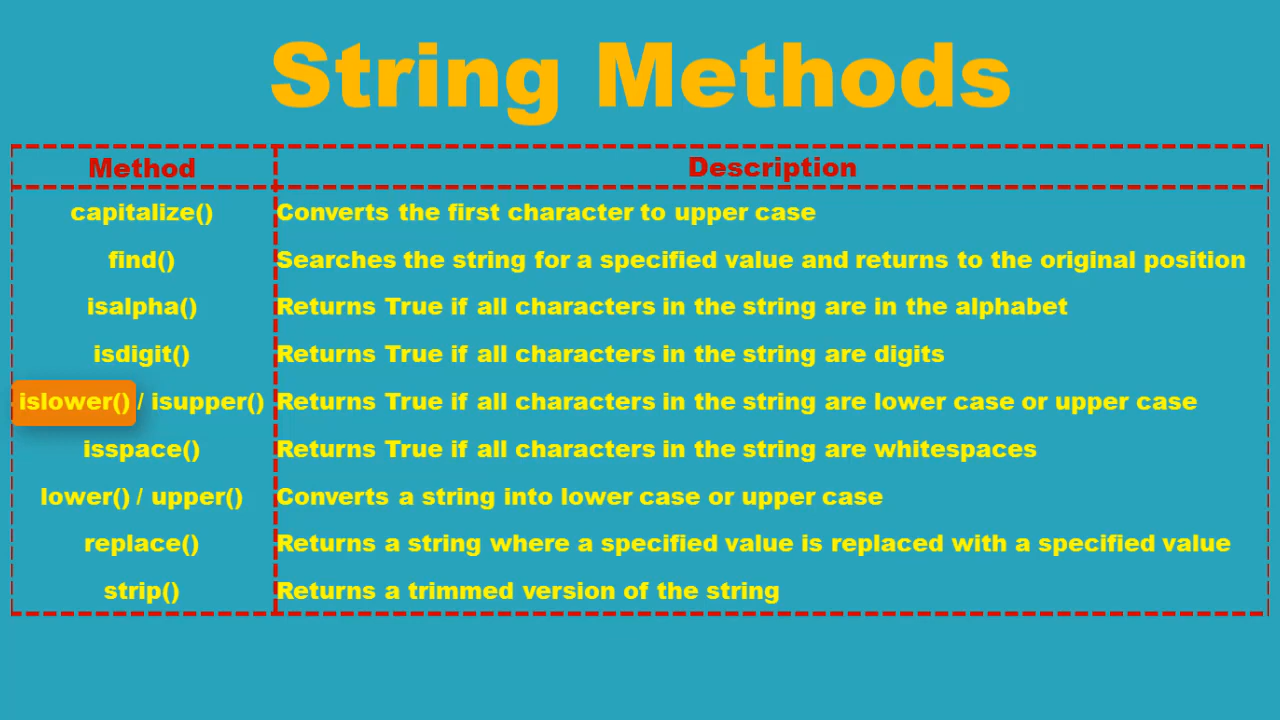 String Methods
Method Description
capitalize() Converts the first character to upper case
find() Searches the string for a specified value and returns to the original position
isalpha() Returns True if all characters in the string are in the alphabet
isdigit() Returns True if all characters in the string are digits
islower() / isupper() Returns True if all characters in the string are lower case or upper case
isspace() Returns True if all characters in the string are whitespaces
lower() / upper() Converts a string into lower case or upper case
replace() Returns a string where a specified value is replaced with a specified value
strip() Returns a trimmed version of the string